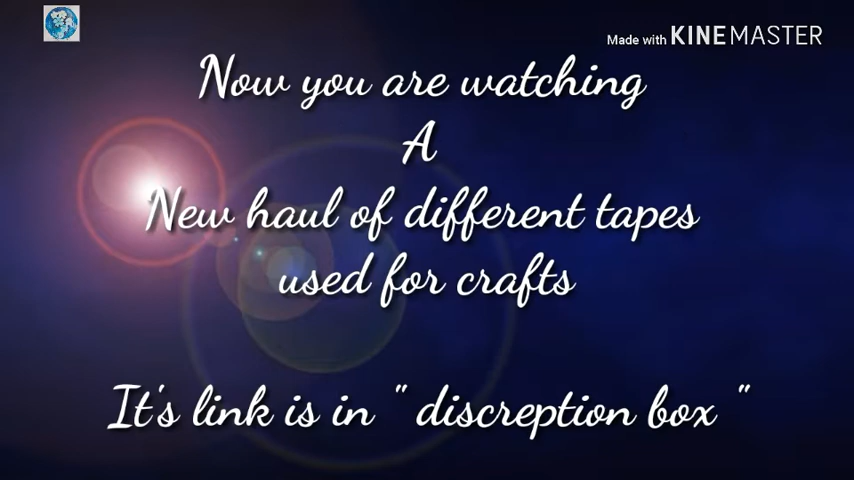 Made with KINEMASTER
Now you are watching
A
New haul of different tapes
used for crafts
It's link is in " discreption box "